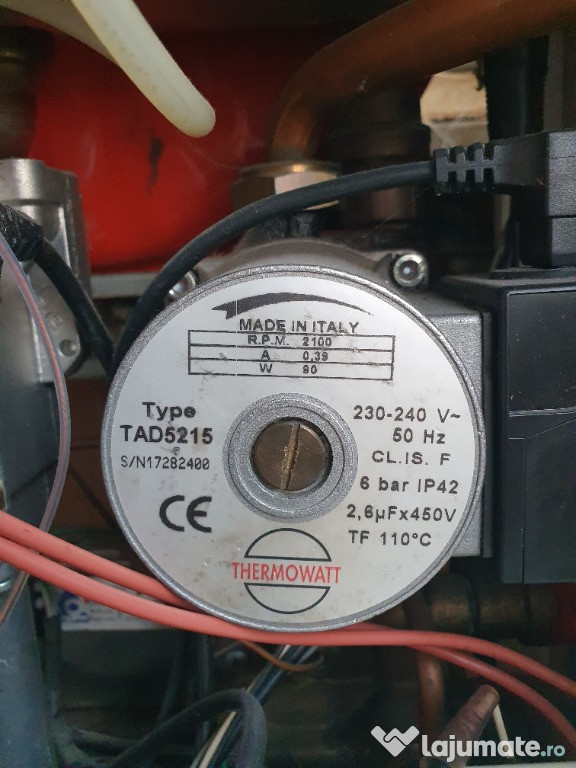 MADE IN ITALY
R.P.M. 2100
A 0,39
W 90
Type
TAD5215
S/N17282400
230-240 V~
50 Hz
CL.IS. F
6 bar IP42
2,6µFx450V
TF 110°C
CE
THERMOWATT
lajumate.ro